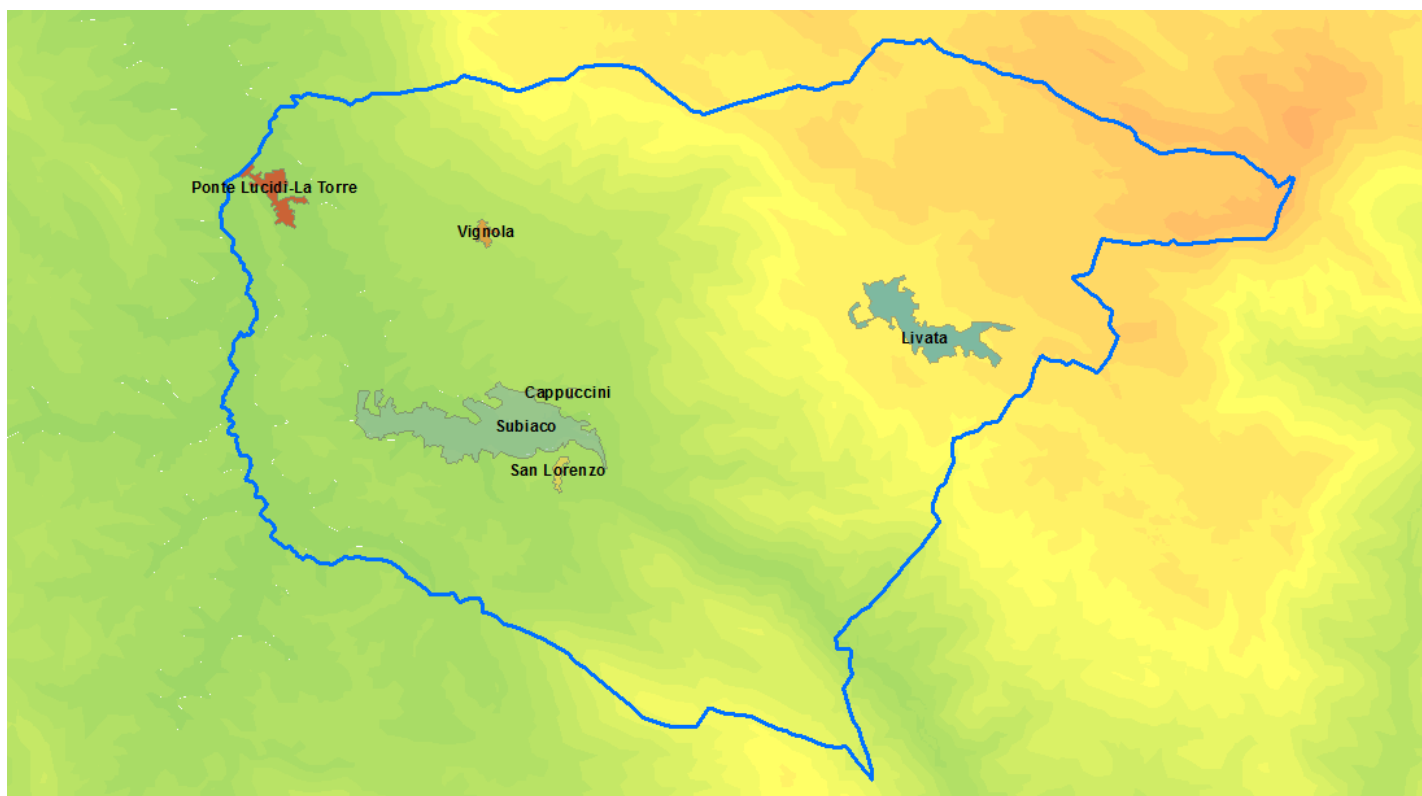 Ponte Lucidi-La Torre
Vignola
Livata
Cappuccini
Subiaco
San Lorenzo